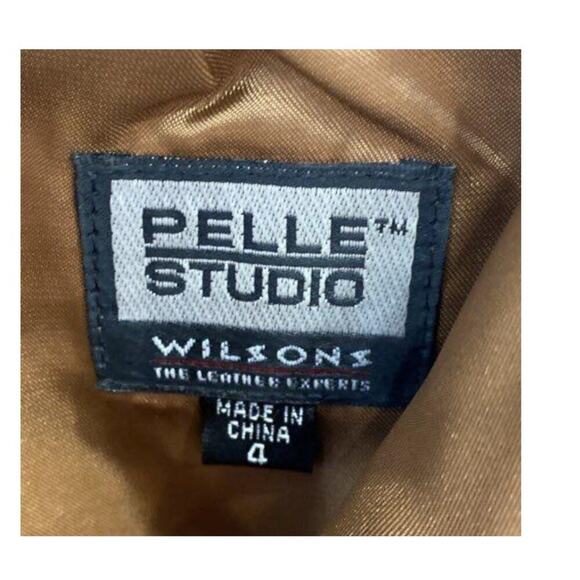 PELLE™
STUDIO
WILSONS
THE LEATHER EXPERTS
MADE IN
CHINA
4